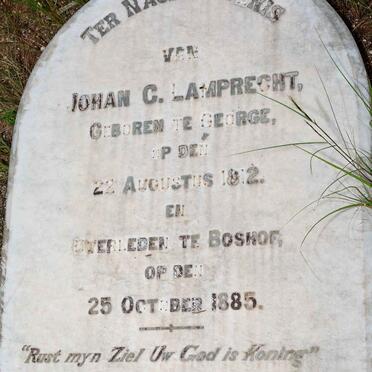 TER NAGEDACHTENIS
VAN
JOHAN C. LAMPRECHT,
GEBOREN TE GEORGE,
OP DEN
22 AUGUSTUS 1812.
EN
OVERLEDEN TE BOSHOF,
OP DEN
25 OCTOBER 1885.
"Rust myn Ziel Uw God is Koning"